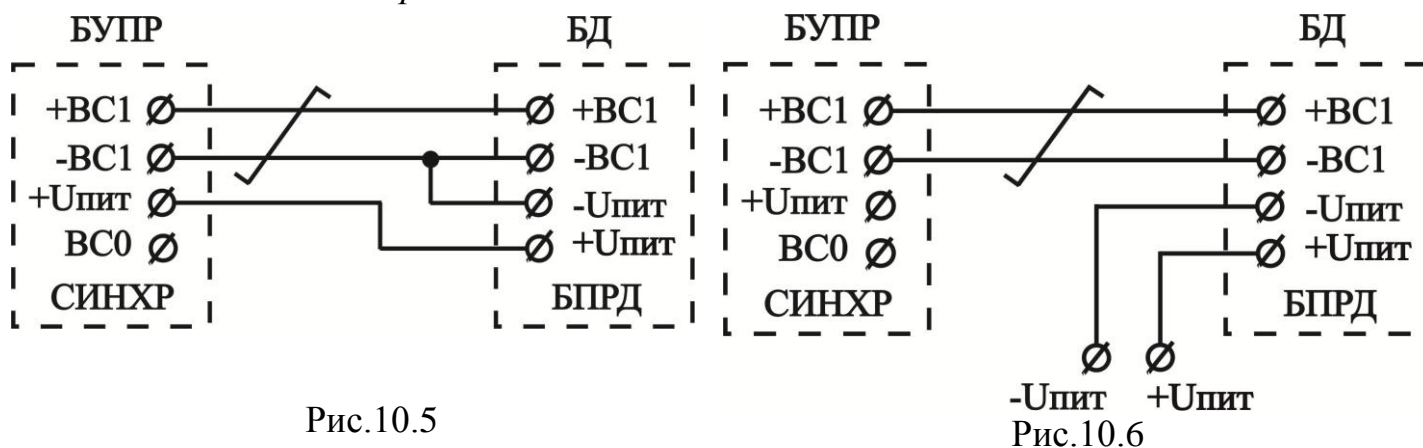 БУПР
БД
+ВС1
+ВС1
-ВС1
-ВС1
+Uпит
-Uпит
ВС0
+Uпит
СИНХР
БПРД
Рис.10.5
БУПР
БД
+ВС1
+ВС1
-ВС1
-ВС1
+Uпит
-Uпит
ВС0
+Uпит
СИНХР
БПРД
-Uпит
+Uпит
Рис.10.6